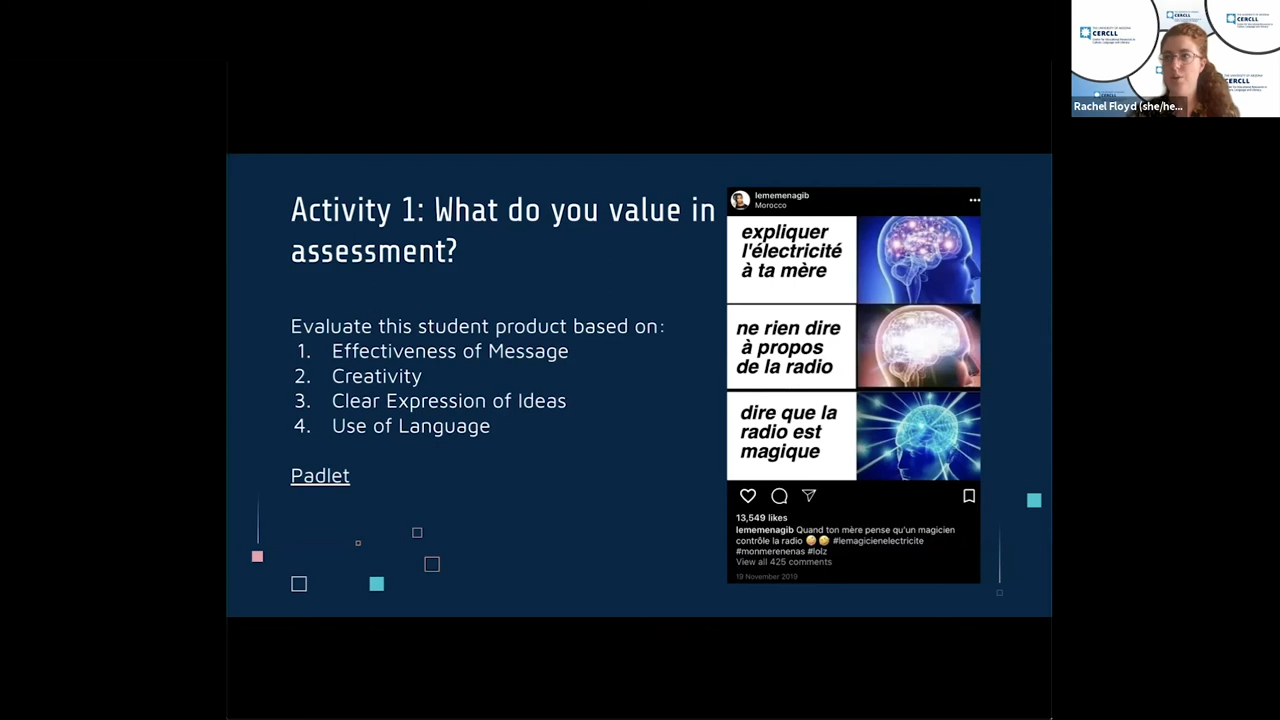 Activity 1: What do you value in
assessment?
Evaluate this student product based on:
1. Effectiveness of Message
2. Creativity
3. Clear Expression of Ideas
4. Use of Language
Padlet
lememenagib
Morocco
expliquer
l'électricité
à ta mère
ne rien dire
à propos
de la radio
dire que la
radio est
magique
13,549 likes
lememenagib Quand ton mère pense qu'un magicien
contrôle la radio 🤣 🤣 #lemagicienelectricite
#monmerenenas #lolz
View all 425 comments
19 November 2019
CERCLL
CERCLL
CERCLL
CERCLL
Rachel Floyd (she/he...